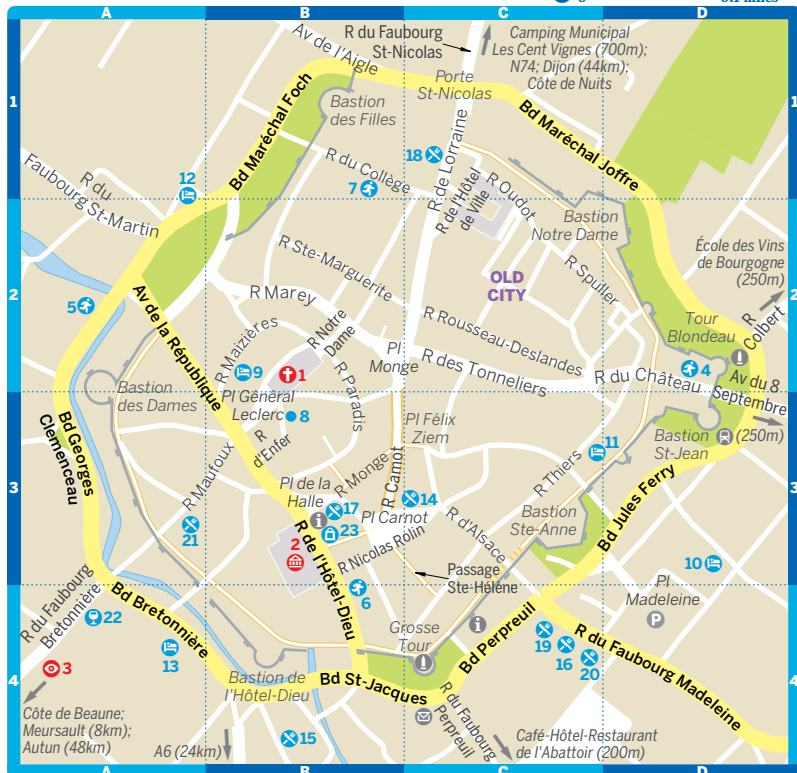 A
B
C
D
R du Faubourg
St-Nicolas
Camping Municipal
Les Cent Vignes (700m);
N74; Dijon (44km);
Côte de Nuits
Av de l'Aigle
Porte
St-Nicolas
1
1
Bd Maréchal Foch
Bastion
des Filles
Bd Maréchal Joffre
18
R de Lorraine
R du Collège
7
12
R du
Faubourg St-Martin
R de l'Hôtel
de Ville
R Oudot
Bastion
Notre Dame
École des Vins
de Bourgogne
(250m)
R Ste-Marguerite
R Spuller
OLD
CITY
2
2
5
Av de la République
R Marey
R Maizières
R Notre
Dame
R Rousseau-Deslandes
Tour
Blondeau
R
Colbert
Pl
Monge
R des Tonneliers
9
1
R Paradis
4
R du Château
Av du 8
Septembre
(250m)
Bastion
des Dames
Pl Général
Leclerc
8
Pl Félix
Ziem
Bd Georges
Clemenceau
R
d'Enfer
11
Bastion
St-Jean
R Maufoux
R Monge
R Carnot
R Thiers
Bd Jules Ferry
3
3
Pl de la
Halle
17
14
Pl Carnot
R d'Alsace
Bastion
Ste-Anne
21
23
2
R de l'Hôtel-Dieu
R Nicolas Rolin
Passage
Ste-Hélène
10
6
Pl
Madeleine
P
R du Faubourg
Bretonnière
Bd Bretonnière
22
Grosse
Tour
Bd Perpreuil
19
16
20
R du Faubourg Madeleine
13
3
Bastion de
l'Hôtel-Dieu
Bd St-Jacques
4
4
Côte de Beaune;
Meursault (8km);
Autun (48km)
A6 (24km)
15
R du Faubourg
Perpreuil
Café-Hôtel-Restaurant
de l'Abattoir (200m)
A
B
C
D